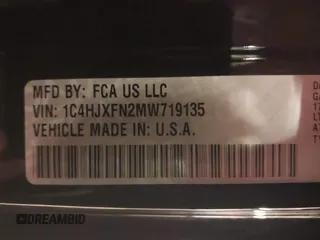 MFD BY: FCA US LLC
VIN: 1C4HJXFN2MW719135
VEHICLE MADE IN: U.S.A.
DREAMBID